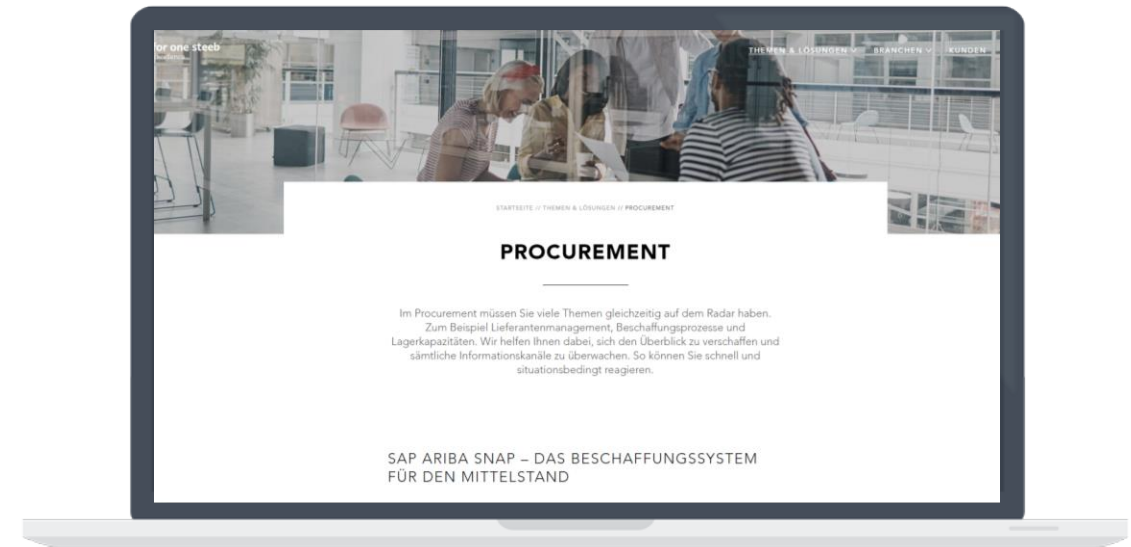 for one steeb
THEMEN & LÖSUNGEN BRANCHEN KUNDEN
STARTSEITE // THEMEN & LÖSUNGEN // PROCUREMENT
PROCUREMENT
Im Procurement müssen Sie viele Themen gleichzeitig auf dem Radar haben.
Zum Beispiel Lieferantenmanagement, Beschaffungsprozesse und
Lagerkapazitäten. Wir helfen Ihnen dabei, sich den Überblick zu verschaffen und
sämtliche Informationskanäle zu überwachen. So können Sie schnell und
situationsbedingt reagieren.
SAP ARIBA SNAP – DAS BESCHAFFUNGSSYSTEM
FÜR DEN MITTELSTAND